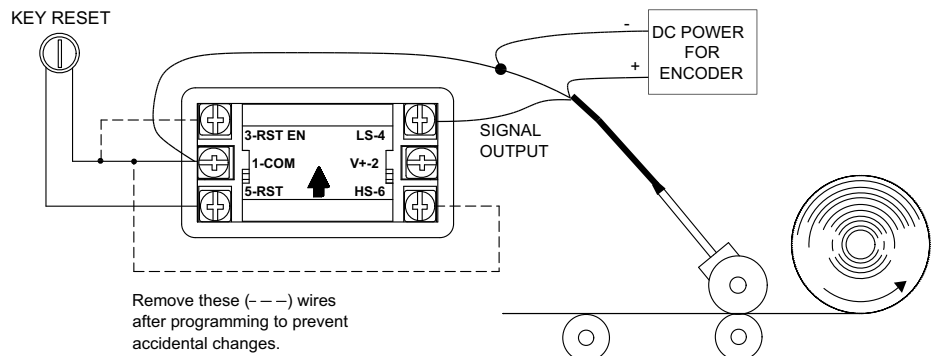 KEY RESET
-
DC POWER
FOR
ENCODER
+
3-RST EN
LS-4
SIGNAL
OUTPUT
1-COM
V+-2
5-RST
HS-6
Remove these (– – –) wires
after programming to prevent
accidental changes.